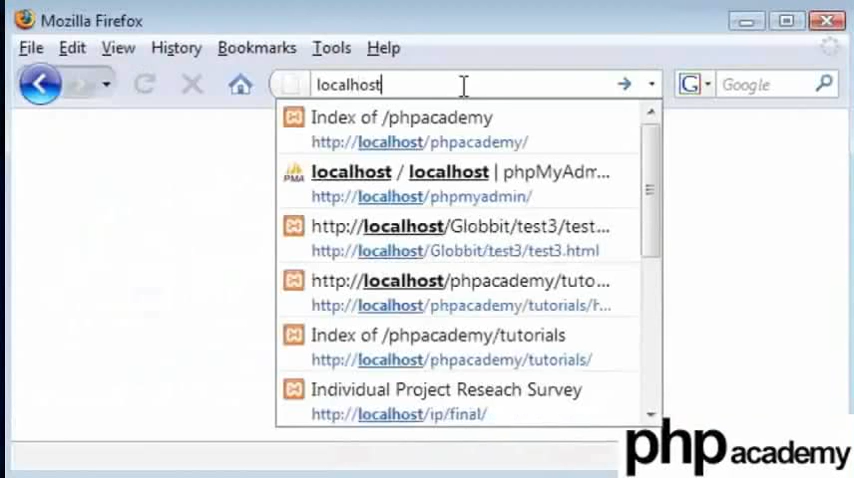 Mozilla Firefox
File Edit View History Bookmarks Tools Help
localhost
G Google
Index of /phpacademy
http://localhost/phpacademy/
PMA
localhost / localhost | phpMyAdm...
http://localhost/phpmyadmin/
http://localhost/Globbit/test3/test...
http://localhost/Globbit/test3/test3.html
http://localhost/phpacademy/tuto...
http://localhost/phpacademy/tutorials/h...
Index of /phpacademy/tutorials
http://localhost/phpacademy/tutorials/
Individual Project Reseach Survey
http://localhost/ip/final/
php academy